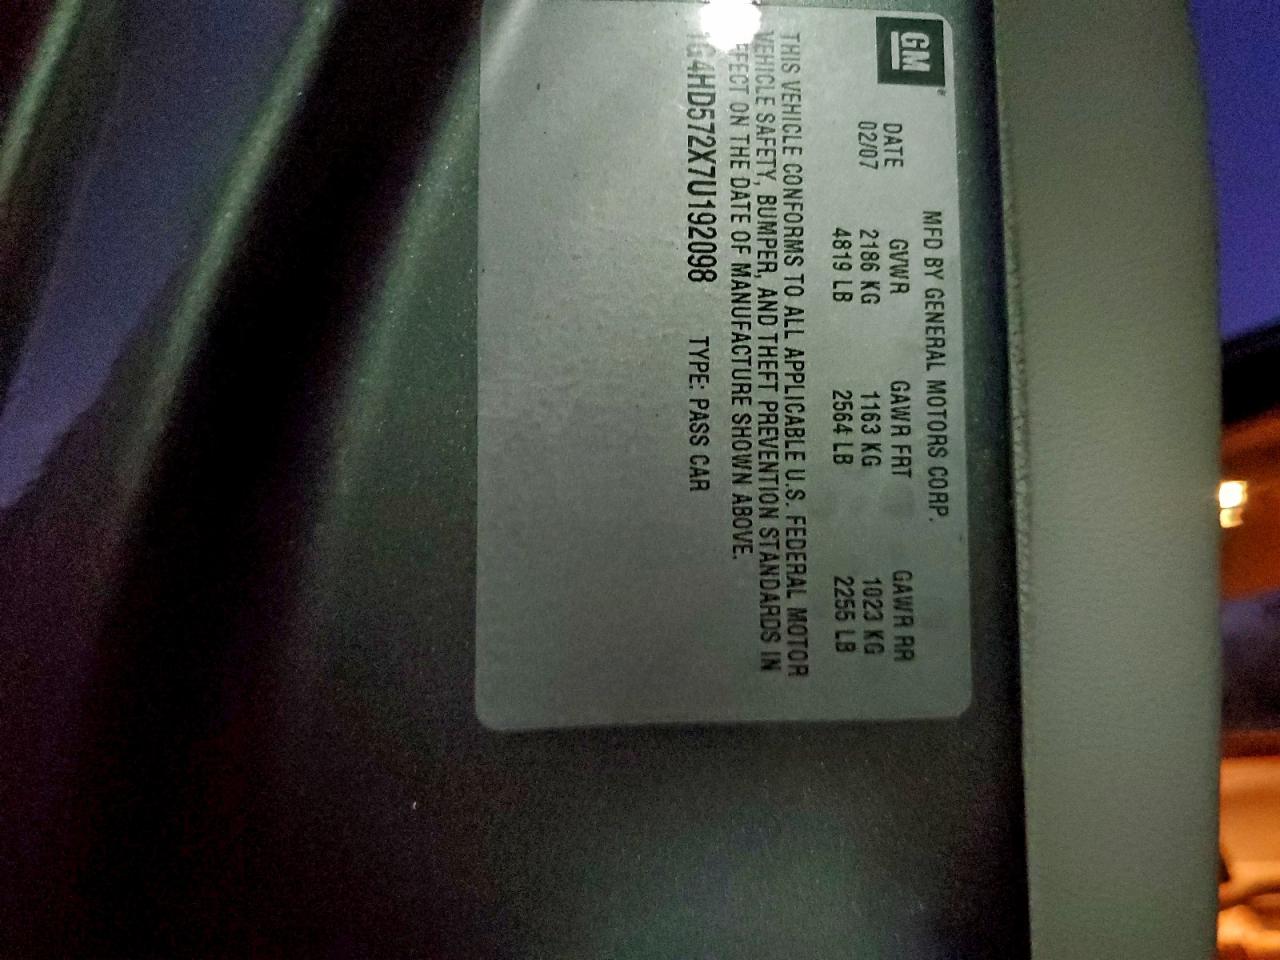 GM
MFD BY GENERAL MOTORS CORP.
DATE GVWR GAWR FRT GAWR RR
02/07 2186 KG 1163 KG 1023 KG
4819 LB 2564 LB 2255 LB
THIS VEHICLE CONFORMS TO ALL APPLICABLE U.S. FEDERAL MOTOR
VEHICLE SAFETY, BUMPER, AND THEFT PREVENTION STANDARDS IN
EFFECT ON THE DATE OF MANUFACTURE SHOWN ABOVE.
1G4HD572X7U192098 TYPE: PASS CAR